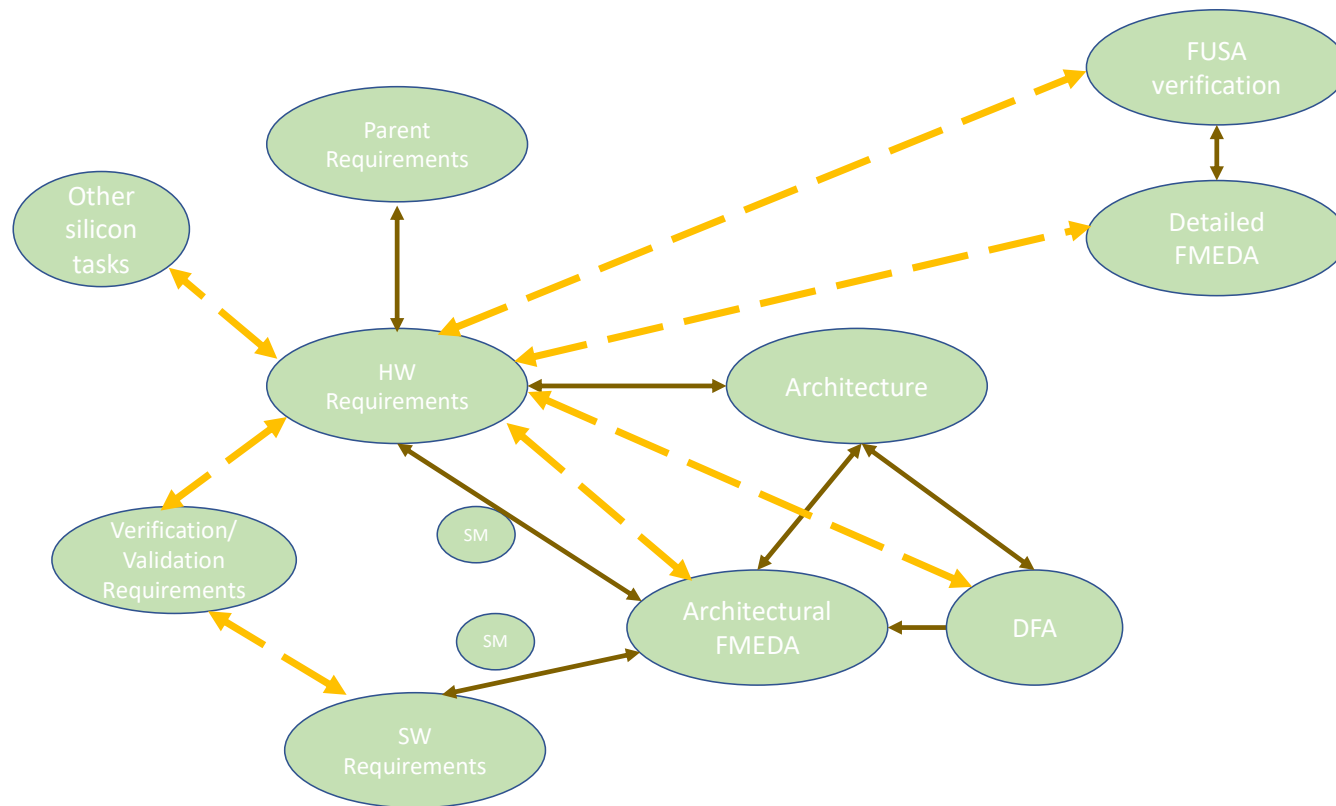 FUSA
verification
Parent
Requirements
Other
silicon
tasks
Detailed
FMEDA
HW
Requirements
Architecture
SM
Verification/
Validation
Requirements
Architectural
FMEDA
DFA
SM
SW
Requirements